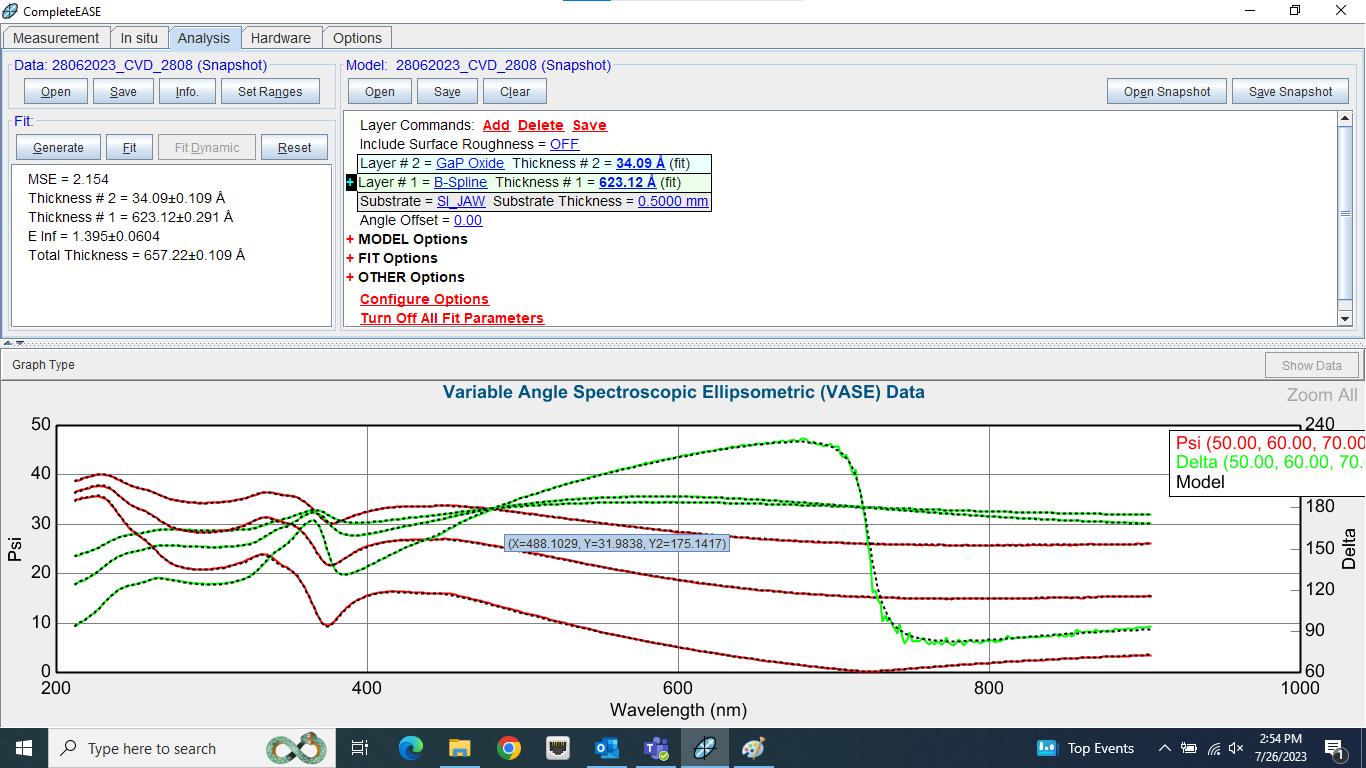 CompleteEASE
Measurement In situ Analysis Hardware Options
Data: 28062023_CVD_2808 (Snapshot)
Open Save Info. Set Ranges
Fit:
Generate Fit Fit Dynamic Reset
MSE = 2.154
Thickness # 2 = 34.09±0.109 Å
Thickness # 1 = 623.12±0.291 Å
E Inf = 1.395±0.0604
Total Thickness = 657.22±0.109 Å
Model: 28062023_CVD_2808 (Snapshot)
Open Save Clear Open Snapshot Save Snapshot
Layer Commands: Add Delete Save
Include Surface Roughness = OFF
Layer # 2 = GaP Oxide Thickness # 2 = 34.09 Å (fit)
+ Layer # 1 = B-Spline Thickness # 1 = 623.12 Å (fit)
Substrate = SI_JAW Substrate Thickness = 0.5000 mm
Angle Offset = 0.00
+ MODEL Options
+ FIT Options
+ OTHER Options
Configure Options
Turn Off All Fit Parameters
Graph Type Show Data
Variable Angle Spectroscopic Ellipsometric (VASE) Data
Zoom All
Psi (50.00, 60.00, 70.00
Delta (50.00, 60.00, 70.
Model
50
40
30
20
10
0
Psi
240
180
150
120
90
60
Delta
(X=488.1029, Y=31.9838, Y2=175.1417)
200 400 600 800 1000
Wavelength (nm)
Type here to search
Top Events
2:54 PM
7/26/2023
1